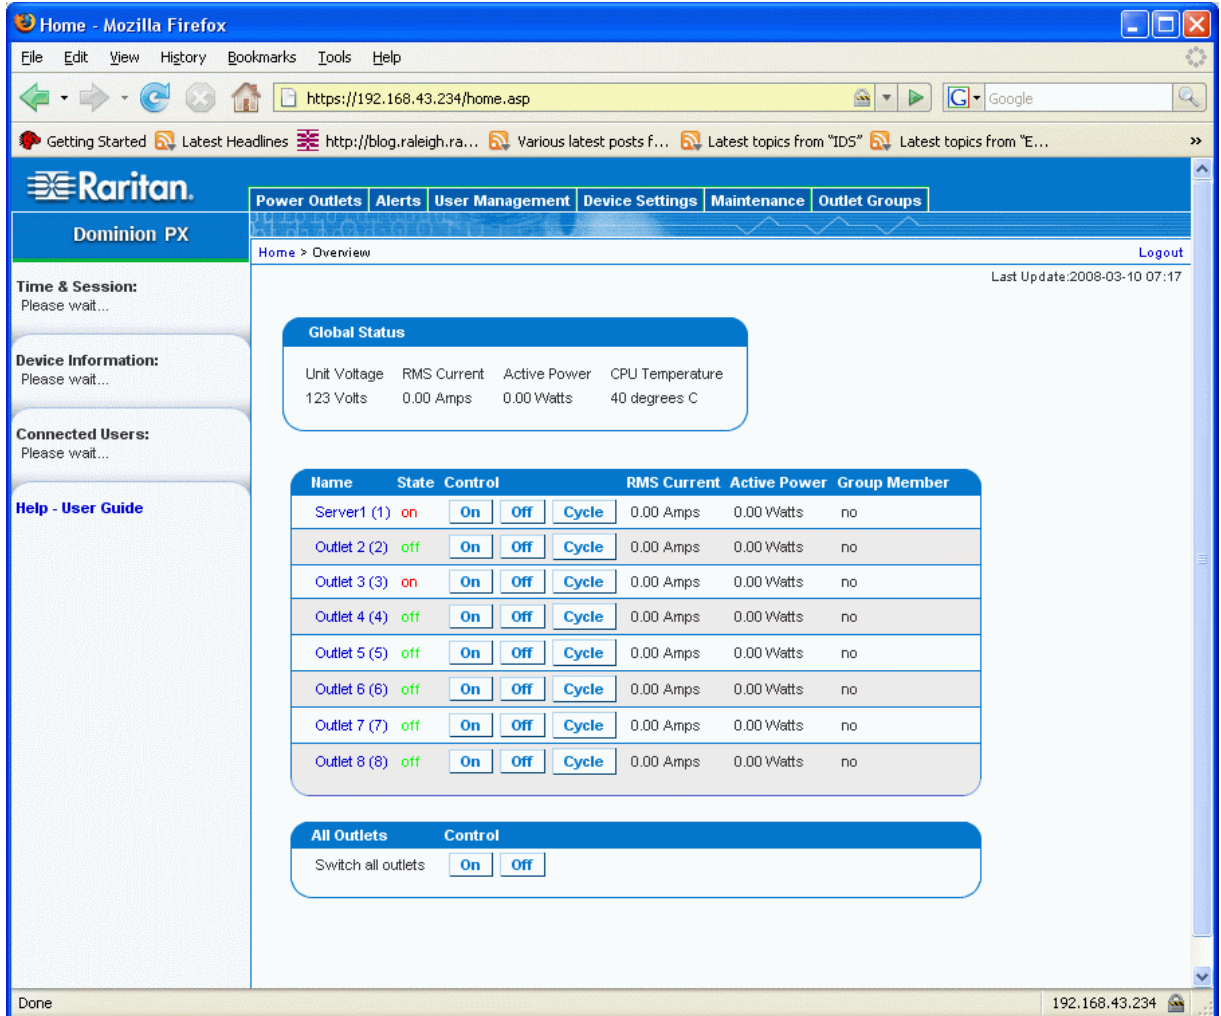 Home - Mozilla Firefox
File Edit View History Bookmarks Tools Help
https://192.168.43.234/home.asp
G Google
Getting Started Latest Headlines http://blog.raleigh.ra... Various latest posts f... Latest topics from "IDS" Latest topics from "E... »
Raritan.
Power Outlets Alerts User Management Device Settings Maintenance Outlet Groups
Dominion PX
Home > Overview Logout
Last Update:2008-03-10 07:17
Time & Session:
Please wait...
Device Information:
Please wait...
Connected Users:
Please wait...
Help - User Guide
Global Status
Unit Voltage RMS Current Active Power CPU Temperature
123 Volts 0.00 Amps 0.00 Watts 40 degrees C
Name State Control RMS Current Active Power Group Member
Server1 (1) on On Off Cycle 0.00 Amps 0.00 Watts no
Outlet 2 (2) off On Off Cycle 0.00 Amps 0.00 Watts no
Outlet 3 (3) on On Off Cycle 0.00 Amps 0.00 Watts no
Outlet 4 (4) off On Off Cycle 0.00 Amps 0.00 Watts no
Outlet 5 (5) off On Off Cycle 0.00 Amps 0.00 Watts no
Outlet 6 (6) off On Off Cycle 0.00 Amps 0.00 Watts no
Outlet 7 (7) off On Off Cycle 0.00 Amps 0.00 Watts no
Outlet 8 (8) off On Off Cycle 0.00 Amps 0.00 Watts no
All Outlets Control
Switch all outlets On Off
Done 192.168.43.234